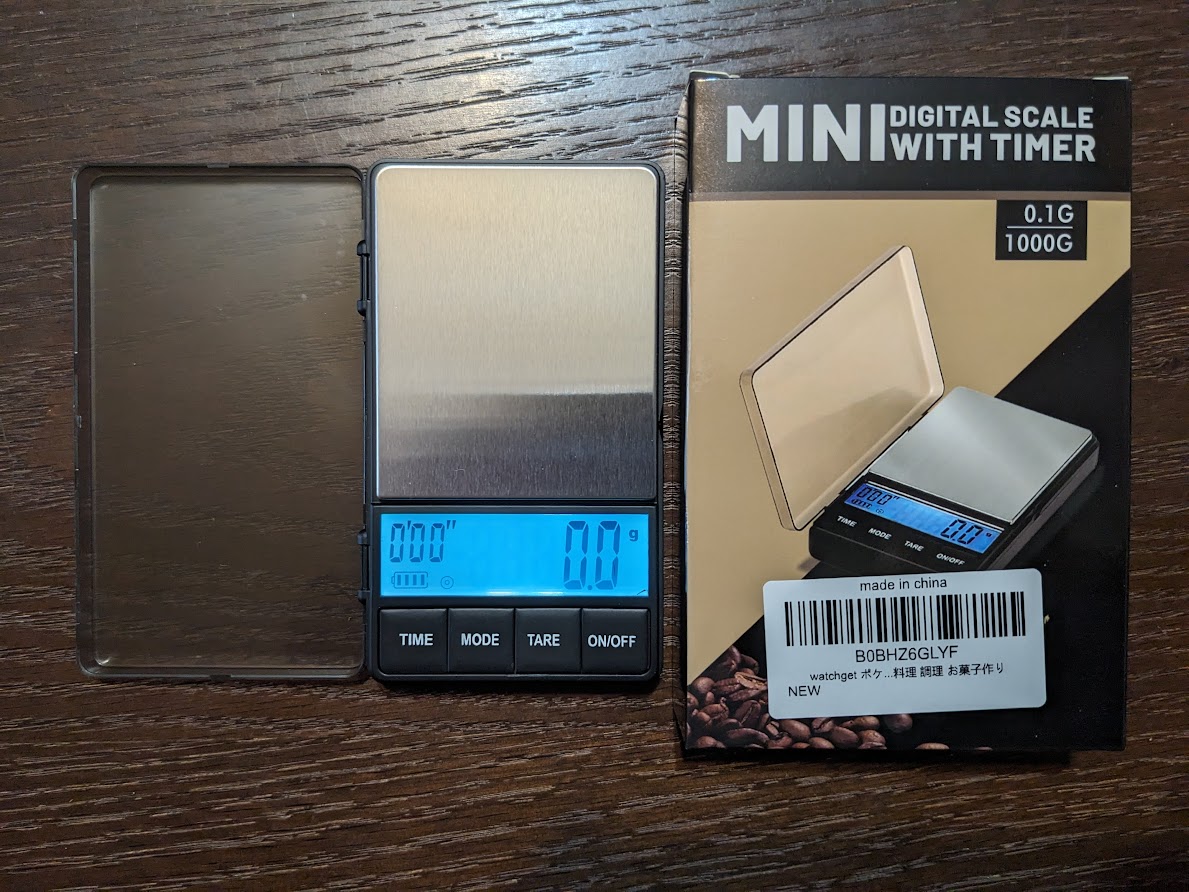 0'00"
0.0 g
TIME MODE TARE ON/OFF
MINI DIGITAL SCALE
WITH TIMER
0.1G
1000G
0'00"
0.0
TIME MODE TARE ON/OFF
made in china
B0BHZ6GLYF
watchget ポケ...料理 調理 お菓子作り
NEW